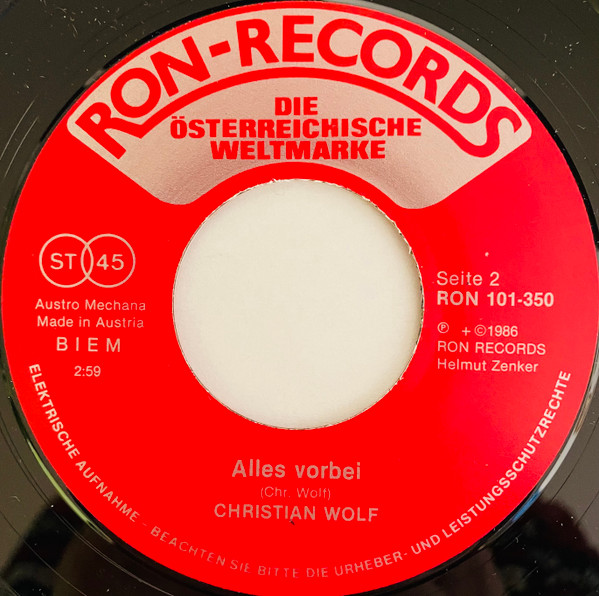 RON-RECORDS
DIE
ÖSTERREICHISCHE
WELTMARKE
ST 45
Austro Mechana
Made in Austria
BIEM
2:59
Seite 2
RON 101-350
℗ + ©1986
RON RECORDS
Helmut Zenker
Alles vorbei
(Chr. Wolf)
CHRISTIAN WOLF
ELEKTRISCHE AUFNAHME - BEACHTEN SIE BITTE DIE URHEBER- UND LEISTUNGSSCHUTZRECHTE